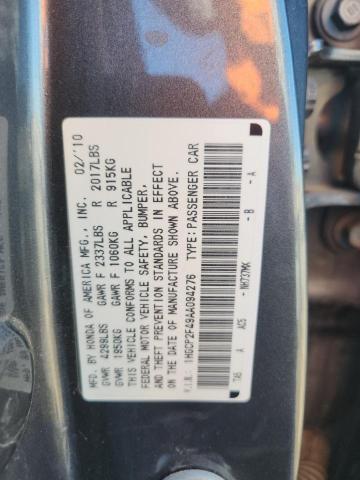 MFD. BY HONDA OF AMERICA MFG., INC. 02/'10
GVWR 4299LBS GAWR F 2337LBS R 2017LBS
GVWR 1950KG GAWR F 1060KG R 915KG
THIS VEHICLE CONFORMS TO ALL APPLICABLE
FEDERAL MOTOR VEHICLE SAFETY, BUMPER,
AND THEFT PREVENTION STANDARDS IN EFFECT
ON THE DATE OF MANUFACTURE SHOWN ABOVE.
V.I.N.: 1HGCP2F49AA094276 TYPE: PASSENGER CAR
TA5 A AC5 - NH737MX - B - A